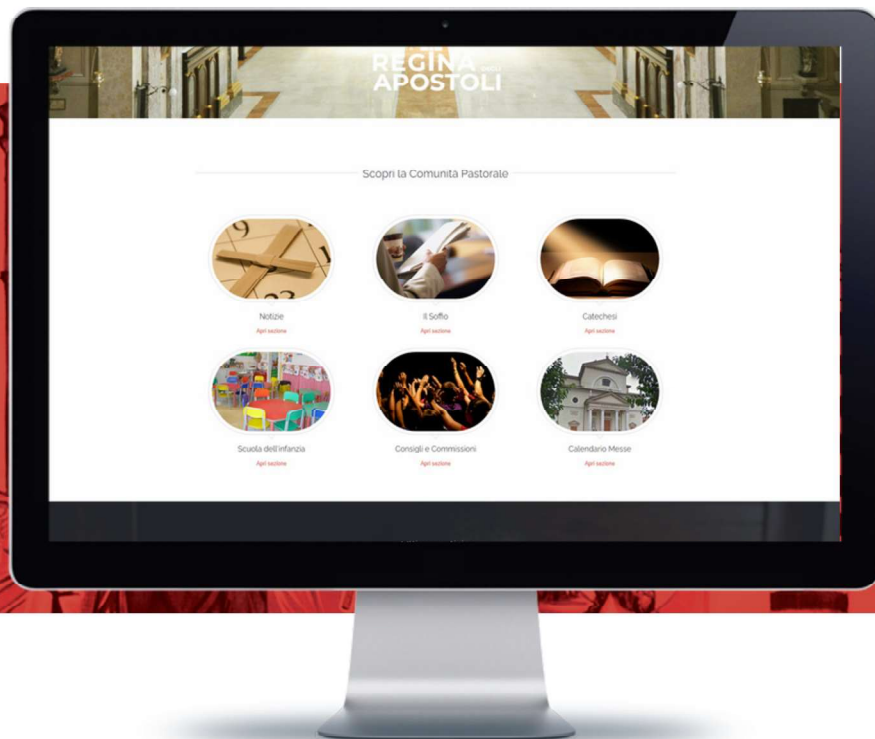 REGINA DEGLI
APOSTOLI
Scopri la Comunità Pastorale
Notizie
Apri sezione
Il Soffio
Apri sezione
Catechesi
Apri sezione
Scuola dell'infanzia
Apri sezione
Consigli e Commissioni
Apri sezione
Calendario Messe
Apri sezione